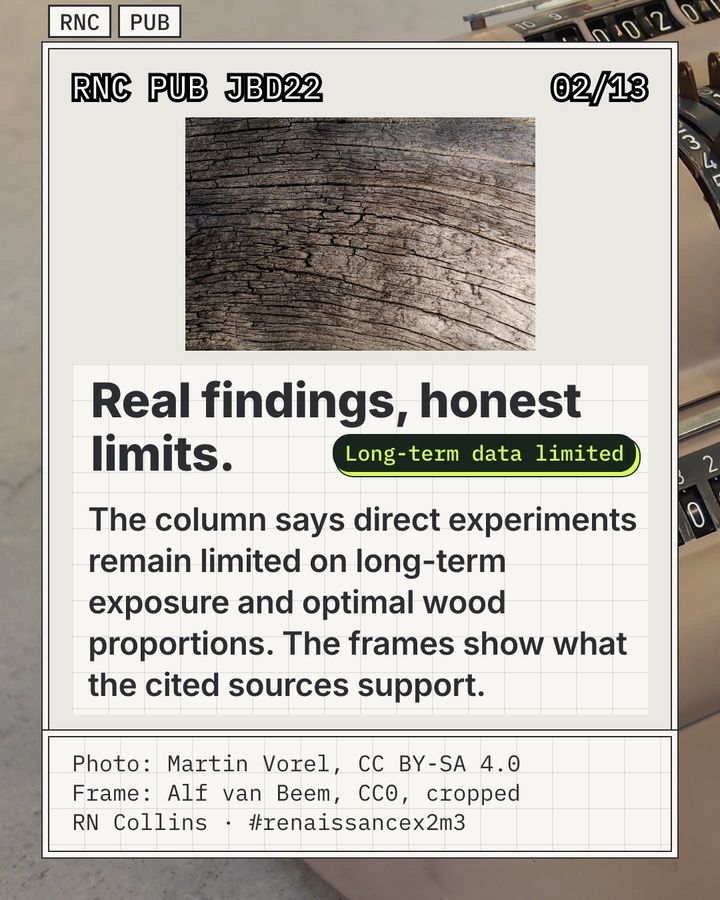 RNC PUB
RNC PUB JBD22 02/13
Real findings, honest
limits.
Long-term data limited
The column says direct experiments
remain limited on long-term
exposure and optimal wood
proportions. The frames show what
the cited sources support.
Photo: Martin Vorel, CC BY-SA 4.0
Frame: Alf van Beem, CC0, cropped
RN Collins · #renaissancex2m3